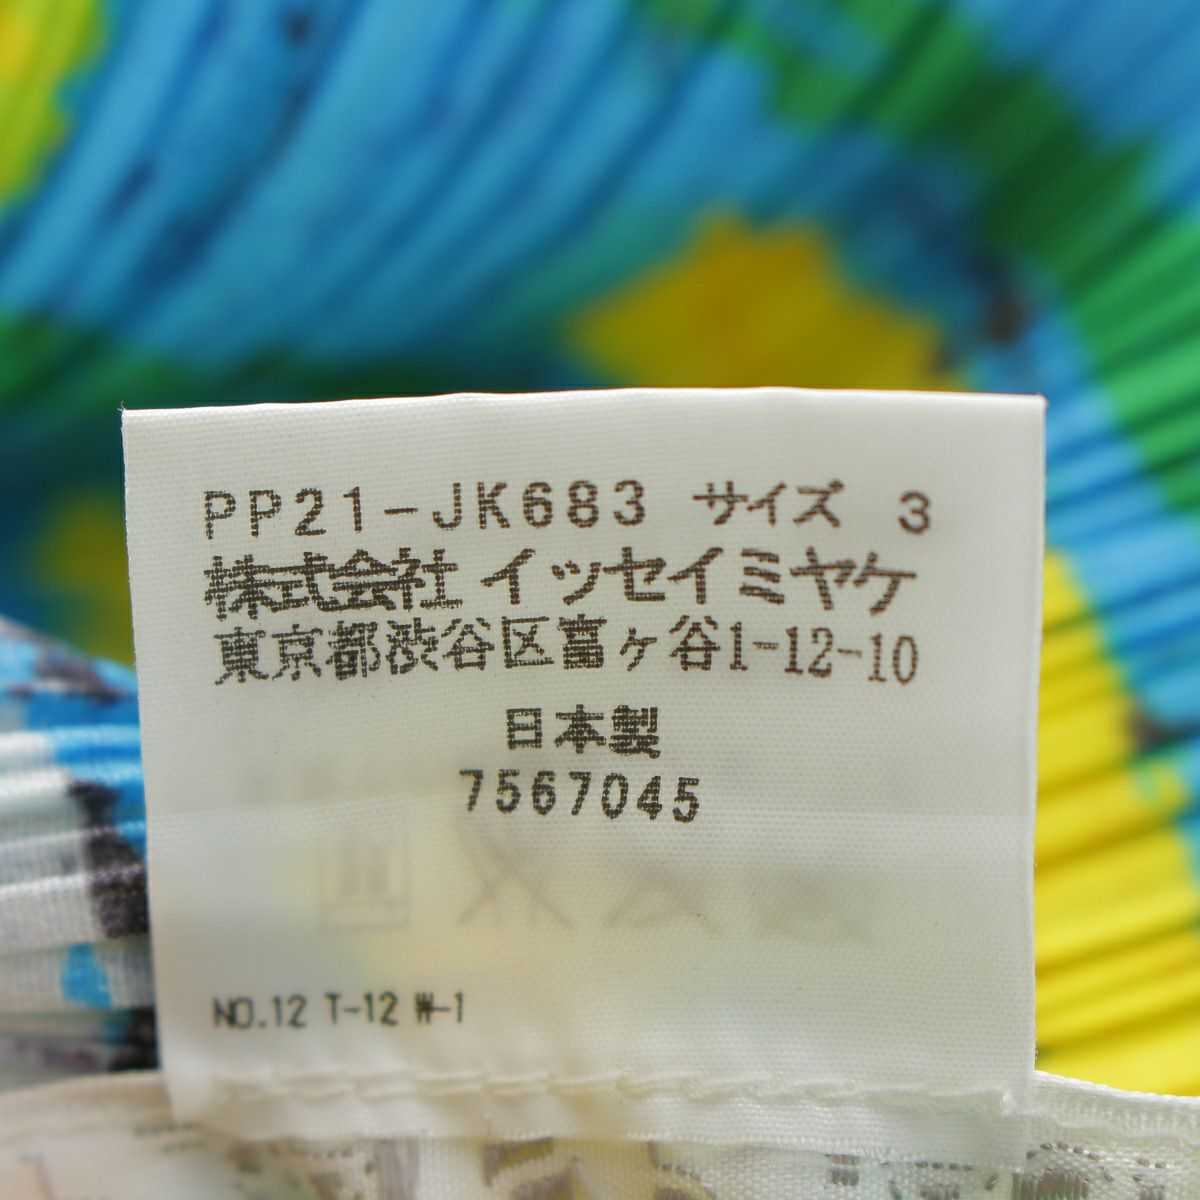 PP21-JK683 サイズ 3
株式会社 イッセイミヤケ
東京都渋谷区富ヶ谷1-12-10
日本製
7567045
NO.12 T-12 W-1